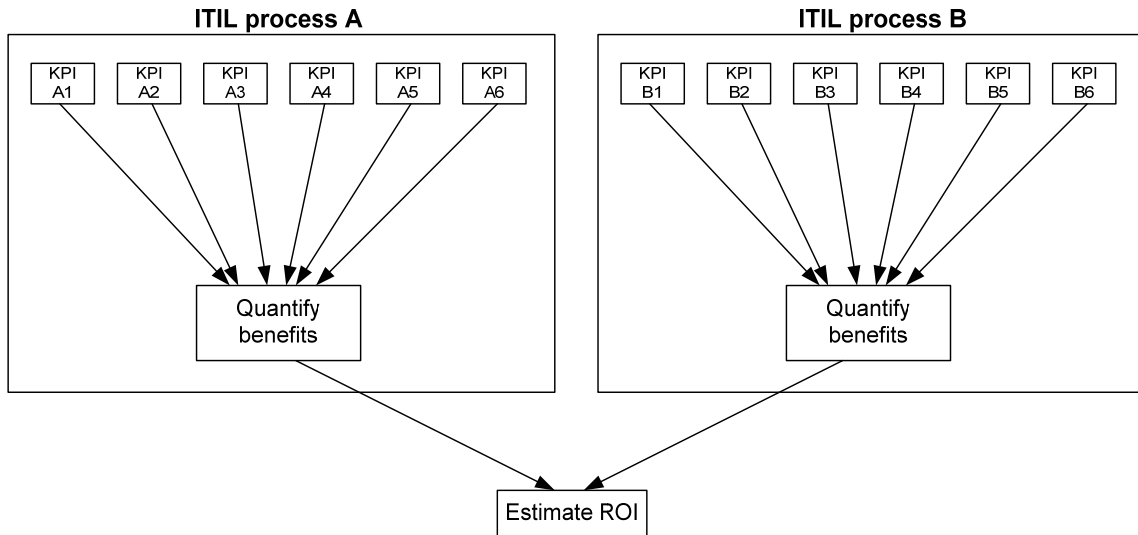 ITIL process A
KPI
A1
KPI
A2
KPI
A3
KPI
A4
KPI
A5
KPI
A6
Quantify
benefits
ITIL process B
KPI
B1
KPI
B2
KPI
B3
KPI
B4
KPI
B5
KPI
B6
Quantify
benefits
Estimate ROI